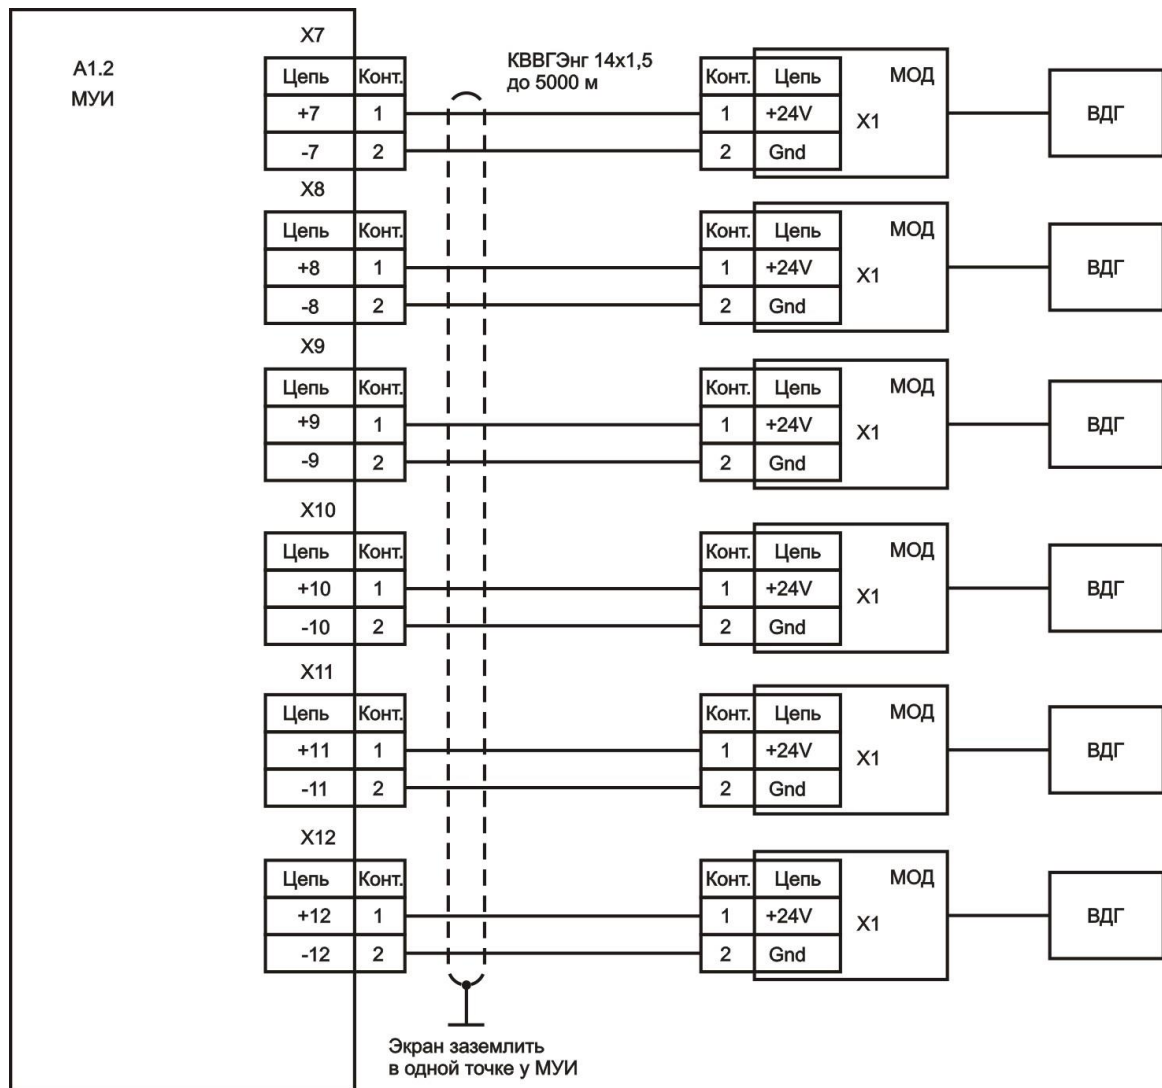 A1.2
МУИ
X7
Цепь Конт.
+7 1
-7 2
КВВГЭнг 14x1,5
до 5000 м
Конт. Цепь МОД
1 +24V X1
2 Gnd
ВДГ
X8
Цепь Конт.
+8 1
-8 2
Конт. Цепь МОД
1 +24V X1
2 Gnd
ВДГ
X9
Цепь Конт.
+9 1
-9 2
Конт. Цепь МОД
1 +24V X1
2 Gnd
ВДГ
X10
Цепь Конт.
+10 1
-10 2
Конт. Цепь МОД
1 +24V X1
2 Gnd
ВДГ
X11
Цепь Конт.
+11 1
-11 2
Конт. Цепь МОД
1 +24V X1
2 Gnd
ВДГ
X12
Цепь Конт.
+12 1
-12 2
Конт. Цепь МОД
1 +24V X1
2 Gnd
ВДГ
Экран заземлить
в одной точке у МУИ